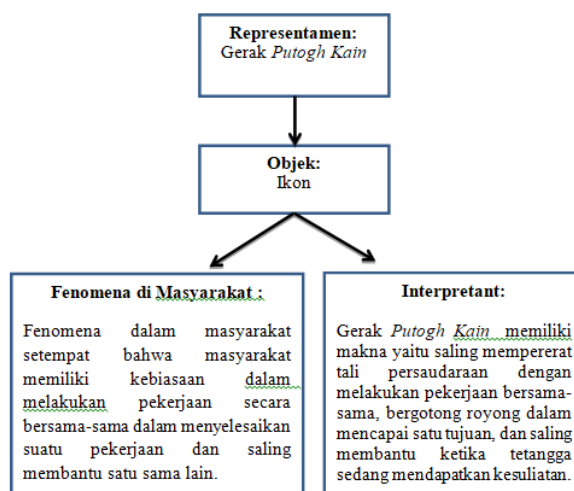 Representamen:
Gerak Putogh Kain
Objek:
Ikon
Fenomena di Masyarakat :
Fenomena dalam masyarakat
setempat bahwa masyarakat
memiliki kebiasaan dalam
melakukan pekerjaan secara
bersama-sama dalam menyelesaikan
suatu pekerjaan dan saling
membantu satu sama lain.
Interpretant:
Gerak Putogh Kain memiliki
makna yaitu saling mempererat
tali persaudaraan dengan
melakukan pekerjaan bersama-
sama, bergotong royong dalam
mencapai satu tujuan, dan saling
membantu ketika tetangga
sedang mendapatkan kesuliatan.